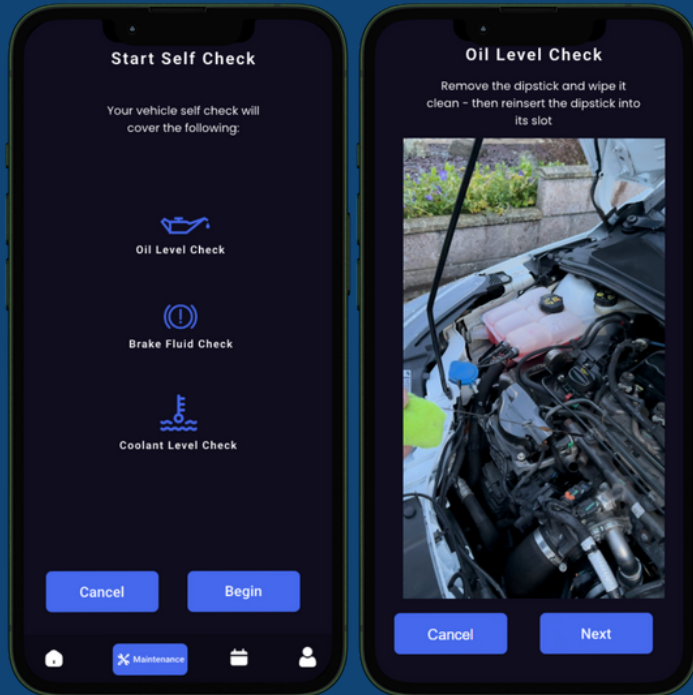 Start Self Check
Your vehicle self check will
cover the following:
Oil Level Check
Brake Fluid Check
Coolant Level Check
Cancel
Begin
Maintenance
Oil Level Check
Remove the dipstick and wipe it
clean - then reinsert the dipstick into
its slot
Cancel
Next